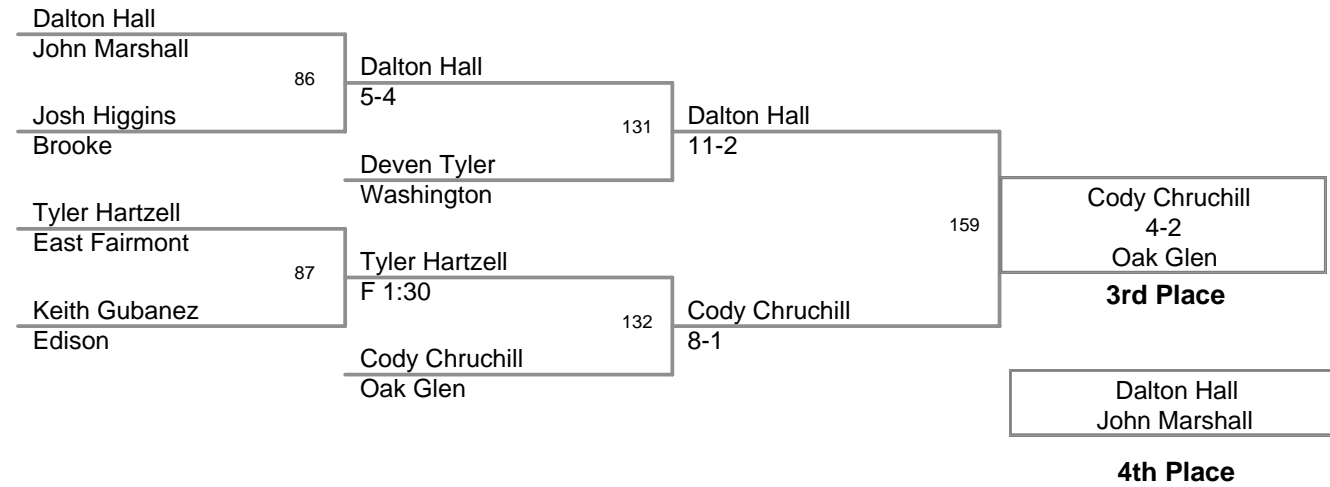 Dalton Hall
John Marshall
86
Josh Higgins
Brooke
Tyler Hartzell
East Fairmont
87
Keith Gubanez
Edison
Dalton Hall
5-4
131
Deven Tyler
Washington
Tyler Hartzell
F 1:30
132
Cody Chruchill
Oak Glen
Dalton Hall
11-2
159
Cody Chruchill
8-1
Cody Chruchill
4-2
Oak Glen
3rd Place
Dalton Hall
John Marshall
4th Place